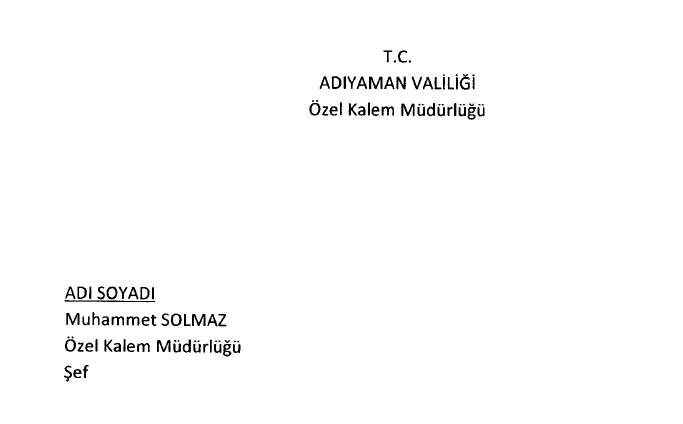 T.C.
ADIYAMAN VALİLİĞİ
Özel Kalem Müdürlüğü
ADI SOYADI
Muhammet SOLMAZ
Özel Kalem Müdürlüğü
Şef